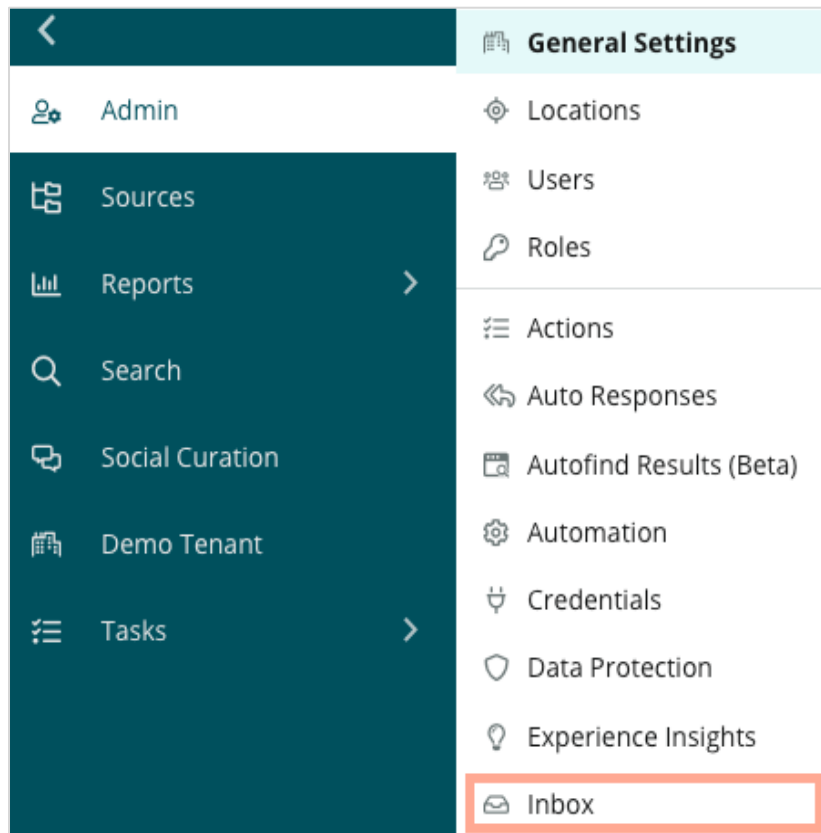 Admin
Sources
Reports
Search
Social Curation
Demo Tenant
Tasks
General Settings
Locations
Users
Roles
Actions
Auto Responses
Autofind Results (Beta)
Automation
Credentials
Data Protection
Experience Insights
Inbox